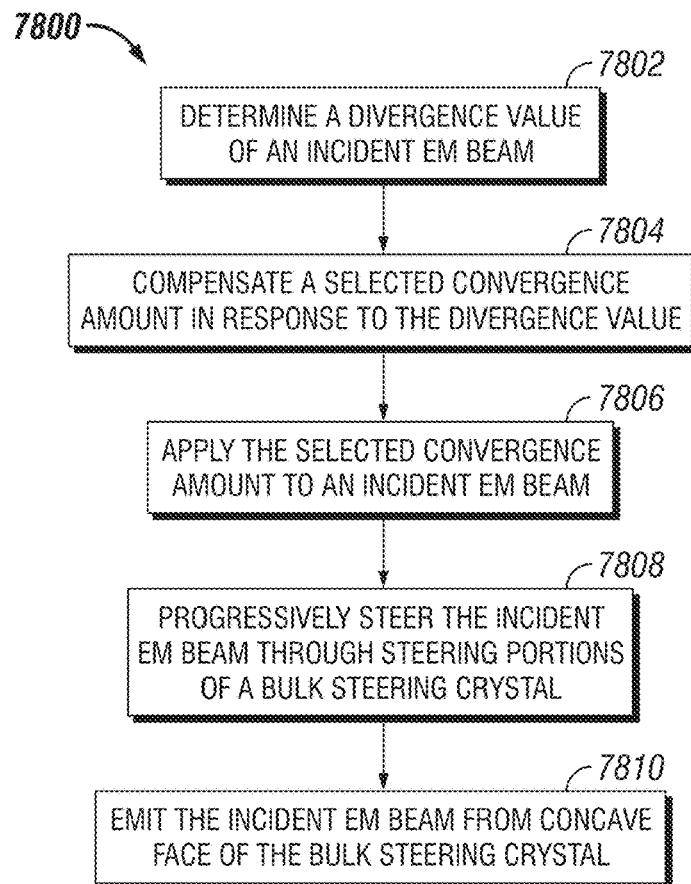 7800
7802
DETERMINE A DIVERGENCE VALUE
OF AN INCIDENT EM BEAM
7804
COMPENSATE A SELECTED CONVERGENCE
AMOUNT IN RESPONSE TO THE DIVERGENCE VALUE
7806
APPLY THE SELECTED CONVERGENCE
AMOUNT TO AN INCIDENT EM BEAM
7808
PROGRESSIVELY STEER THE INCIDENT
EM BEAM THROUGH STEERING PORTIONS
OF A BULK STEERING CRYSTAL
7810
EMIT THE INCIDENT EM BEAM FROM CONCAVE
FACE OF THE BULK STEERING CRYSTAL